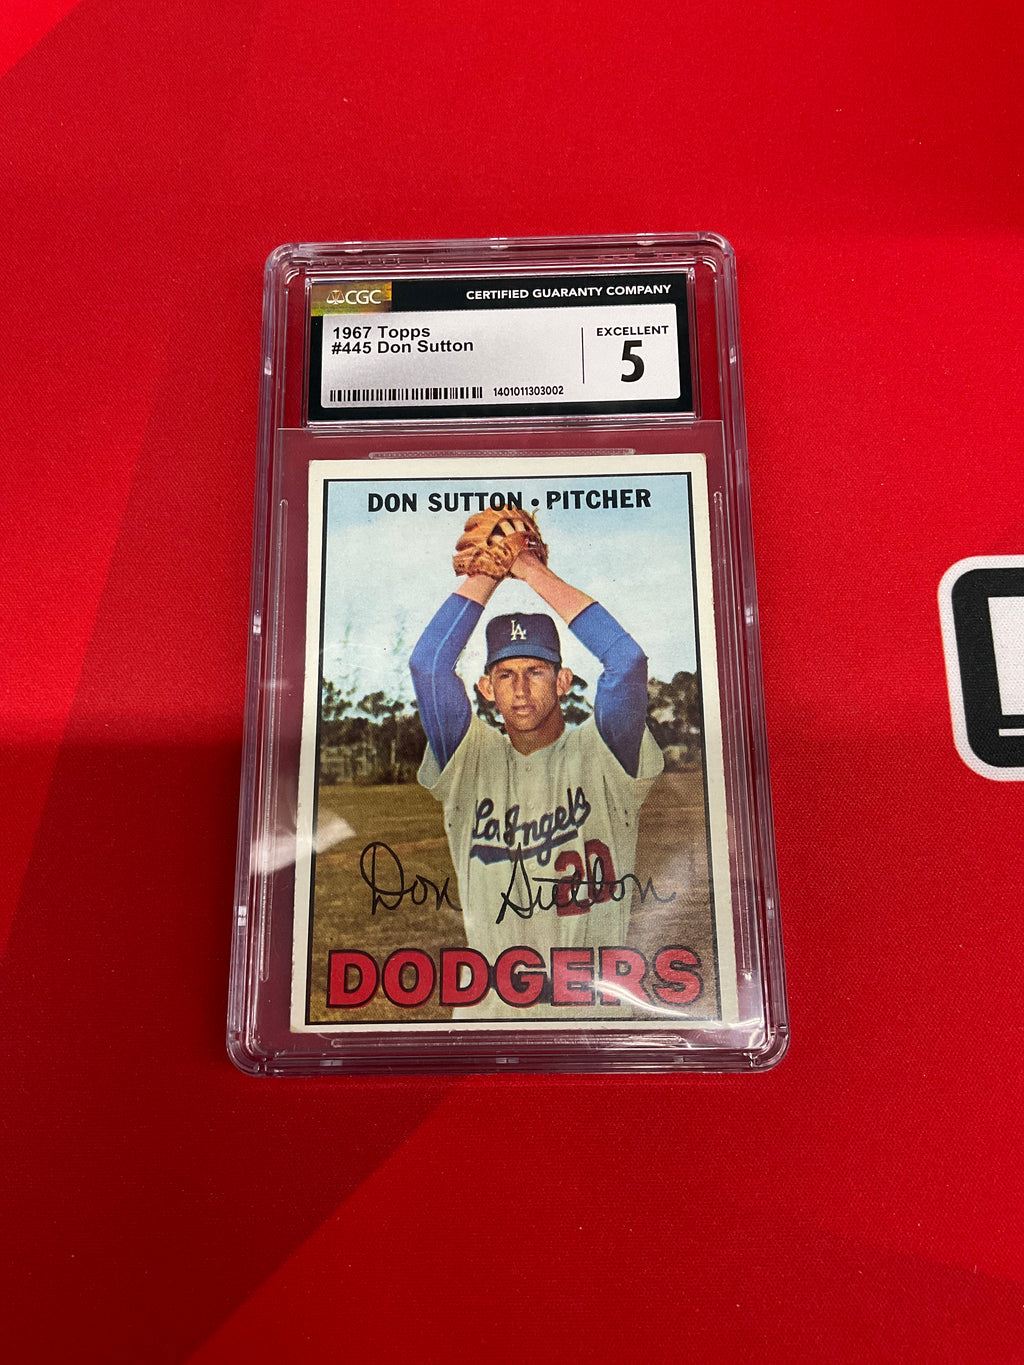 CGC
CERTIFIED GUARANTY COMPANY
1967 Topps
#445 Don Sutton
EXCELLENT
5
1401011303002
DON SUTTON • PITCHER
LA
Los Angeles
20
Don Sutton
DODGERS